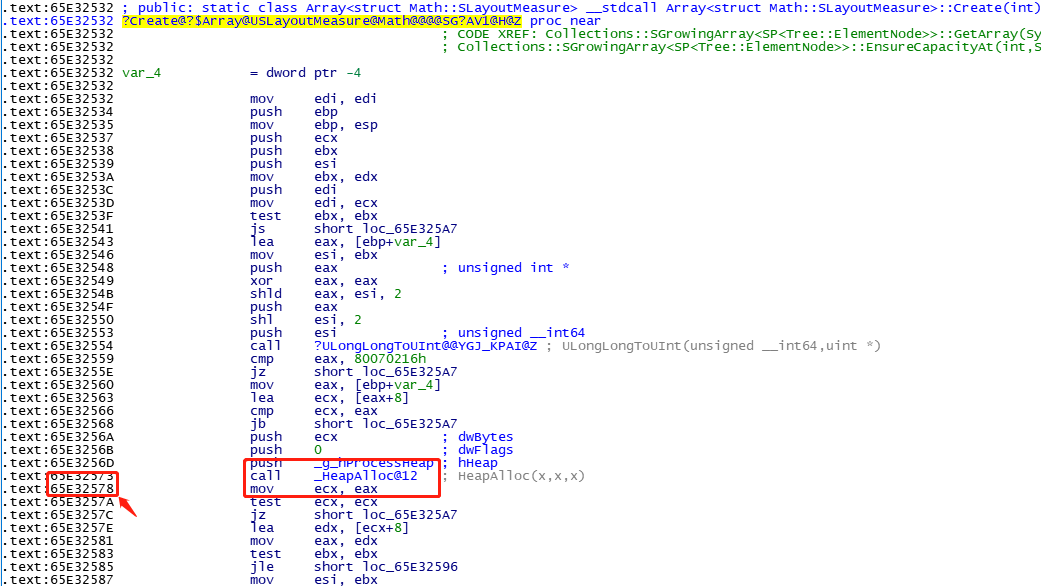 .text:65E32532 ; public: static class Array<struct Math::SLayoutMeasure> __stdcall Array<struct Math::SLayoutMeasure>::Create(int)
.text:65E32532 ?Create@?$Array@USLayoutMeasure@Math@@@@SG?AV1@H@Z proc near
.text:65E32532 ; CODE XREF: Collections::SGrowingArray<SP<Tree::ElementNode>>::GetArray(Sy
.text:65E32532 ; Collections::SGrowingArray<SP<Tree::ElementNode>>::EnsureCapacityAt(int,S
.text:65E32532
.text:65E32532 var_4 = dword ptr -4
.text:65E32532
.text:65E32532 mov edi, edi
.text:65E32534 push ebp
.text:65E32535 mov ebp, esp
.text:65E32537 push ecx
.text:65E32538 push ebx
.text:65E32539 push esi
.text:65E3253A mov ebx, edx
.text:65E3253C push edi
.text:65E3253D mov edi, ecx
.text:65E3253F test ebx, ebx
.text:65E32541 js short loc_65E325A7
.text:65E32543 lea eax, [ebp+var_4]
.text:65E32546 mov esi, ebx
.text:65E32548 push eax ; unsigned int *
.text:65E32549 xor eax, eax
.text:65E3254B shld eax, esi, 2
.text:65E3254F push eax
.text:65E32550 shl esi, 2
.text:65E32553 push esi ; unsigned __int64
.text:65E32554 call ?ULongLongToUInt@@YGJ_KPAI@Z ; ULongLongToUInt(unsigned __int64,uint *)
.text:65E32559 cmp eax, 80070216h
.text:65E3255E jz short loc_65E325A7
.text:65E32560 mov eax, [ebp+var_4]
.text:65E32563 lea ecx, [eax+8]
.text:65E32566 cmp ecx, eax
.text:65E32568 jb short loc_65E325A7
.text:65E3256A push ecx ; dwBytes
.text:65E3256B push 0 ; dwFlags
.text:65E3256D push _g_hProcessHeap ; hHeap
.text:65E32573 call _HeapAlloc@12 ; HeapAlloc(x,x,x)
.text:65E32578 mov ecx, eax
.text:65E3257A test ecx, ecx
.text:65E3257C jz short loc_65E325A7
.text:65E3257E lea edx, [ecx+8]
.text:65E32581 mov eax, edx
.text:65E32583 test ebx, ebx
.text:65E32585 jle short loc_65E32596
.text:65E32587 mov esi, ebx